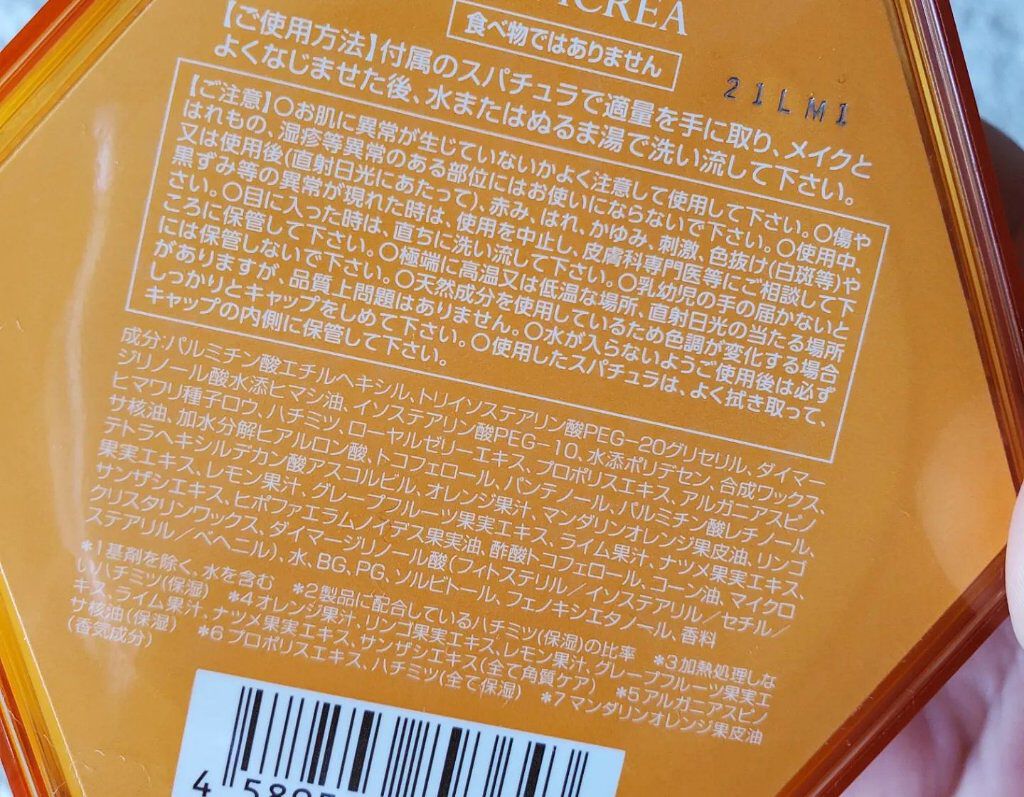 CREA
食べ物ではありません
【ご使用方法】付属のスパチュラで適量を手に取り、メイクと
よくなじませた後、水またはぬるま湯で洗い流して下さい。
21LM1
【ご注意】○お肌に異常が生じていないかよく注意して使用して下さい。○傷や
はれもの、湿疹等異常のある部位にはお使いにならないで下さい。○使用中、
又は使用後(直射日光にあたって)、赤み、はれ、かゆみ、刺激、色抜け(白斑等)や
黒ずみ等の異常が現れた時は、使用を中止し、皮膚科専門医等にご相談して下
さい。○目に入った時は、直ちに洗い流して下さい。○乳幼児の手の届かないと
ころに保管して下さい。○極端に高温又は低温な場所、直射日光の当たる場所
には保管しないで下さい。○天然成分を使用しているため色調が変化する場合
がありますが、品質上問題はありません。○水が入らないようご使用後は必ず
しっかりとキャップをしめて下さい。○使用したスパチュラは、よく拭き取って、
キャップの内側に保管して下さい。
成分:パルミチン酸エチルヘキシル、トリイソステアリン酸PEG-20グリセリル、ダイマー
ジリノール酸水添ヒマシ油、イソステアリン酸PEG-10、水添ポリデセン、合成ワックス、
ヒマワリ種子ロウ、ハチミツ、ローヤルゼリーエキス、プロポリスエキス、アルガニアスピノ
サ核油、加水分解ヒアルロン酸、トコフェロール、パンテノール、パルミチン酸レチノール、
テトラヘキシルデカン酸アスコルビル、オレンジ果汁、マンダリンオレンジ果皮油、リンゴ
果実エキス、レモン果汁、グレープフルーツ果実エキス、ライム果汁、ナツメ果実エキス、
サンザシエキス、ヒポファエラムノイデス果実油、酢酸トコフェロール、コーン油、マイクロ
クリスタリンワックス、ダイマージリノール酸(フィトステリル/イソステアリル/セチル/
ステアリル/ベヘニル)、水、BG、PG、ソルビトール、フェノキシエタノール、香料
*1基剤を除く、水を含む *2製品に配合しているハチミツ(保湿)の比率 *3加熱処理しな
いハチミツ(保湿) *4オレンジ果汁、リンゴ果実エキス、レモン果汁、グレープフルーツ果実エ
キス、ライム果汁、ナツメ果実エキス、サンザシエキス(全て角質ケア) *5アルガニアスピノ
サ核油(保湿) *6プロポリスエキス、ハチミツ(全て保湿) *7マンダリンオレンジ果皮油
(香気成分)
4 589